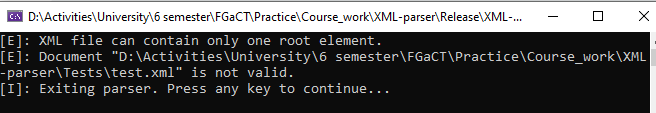 D:\Activities\University\6 semester\FGaCT\Practice\Course_work\XML-parser\Release\XML-...
[E]: XML file can contain only one root element.
[E]: Document "D:\Activities\University\6 semester\FGaCT\Practice\Course_work\XML
-parser\Tests\test.xml" is not valid.
[I]: Exiting parser. Press any key to continue...